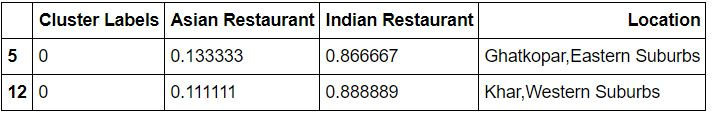 Cluster Labels Asian Restaurant Indian Restaurant Location
5 0 0.133333 0.866667 Ghatkopar,Eastern Suburbs
12 0 0.111111 0.888889 Khar,Western Suburbs